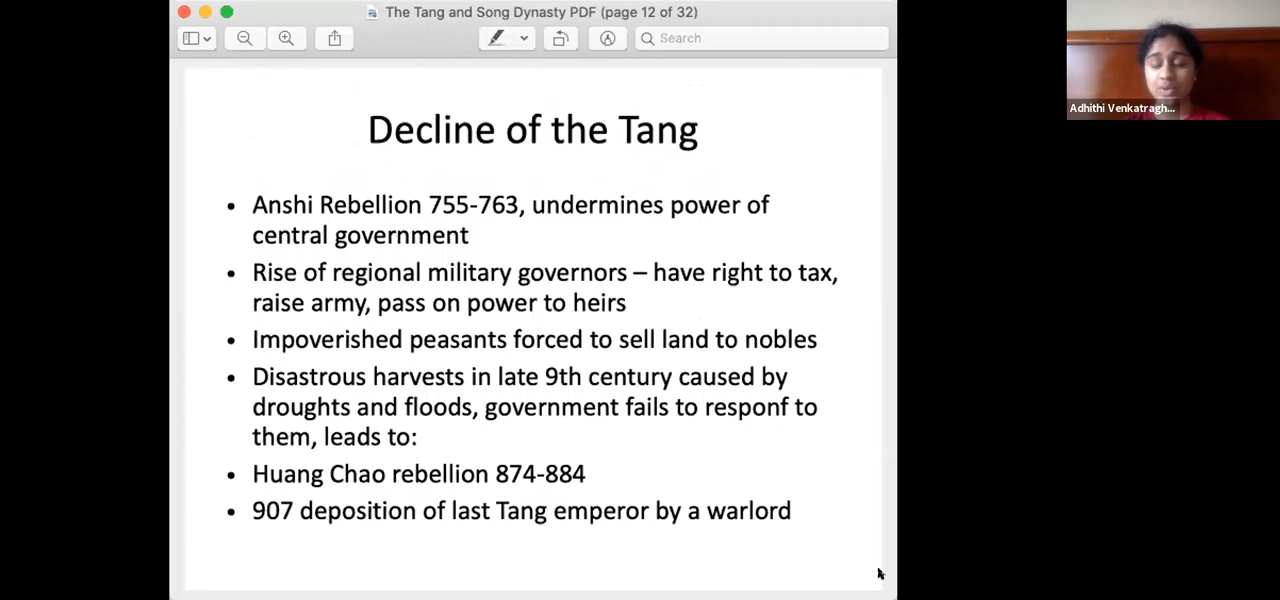 The Tang and Song Dynasty PDF (page 12 of 32)
Search
Decline of the Tang
• Anshi Rebellion 755-763, undermines power of
central government
• Rise of regional military governors – have right to tax,
raise army, pass on power to heirs
• Impoverished peasants forced to sell land to nobles
• Disastrous harvests in late 9th century caused by
droughts and floods, government fails to responf to
them, leads to:
• Huang Chao rebellion 874-884
• 907 deposition of last Tang emperor by a warlord
Adhithi Venkatragh...